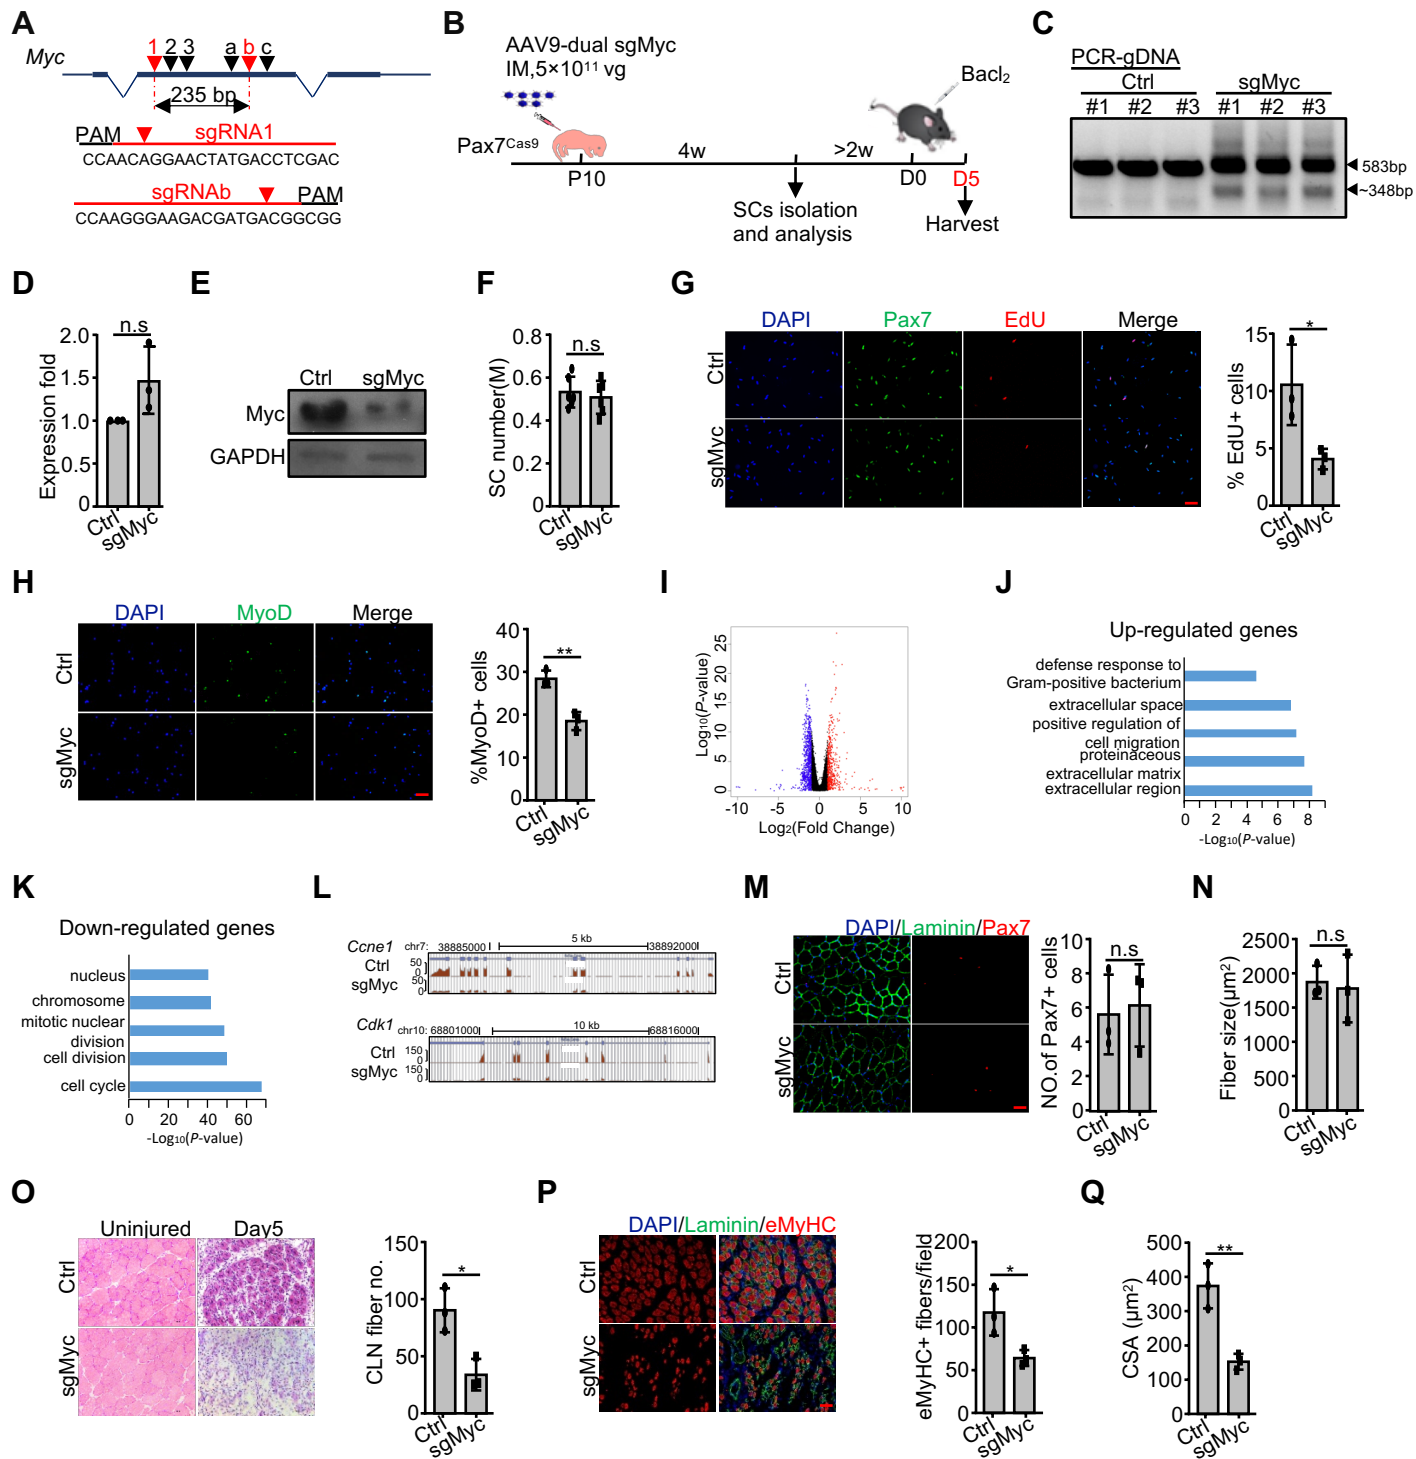 A
Myc
1 2 3 a b c
235 bp
PAM sgRNA1
CCAACAGGAACTATGACCTCGAC
sgRNAb PAM
CCAAGGGAAGACGATGACGGCGG
B
AAV9-dual sgMyc
IM,5×10¹¹ vg
Bacl₂
Pax7ᶜᵃˢ⁹
4w
>2w
P10
D0
D5
SCs isolation
and analysis
Harvest
C
PCR-gDNA
Ctrl sgMyc
#1 #2 #3 #1 #2 #3
583bp
~348bp
D
n.s
Expression fold
2.0
1.5
1.0
0.5
0
Ctrl
sgMyc
E
Ctrl sgMyc
Myc
GAPDH
F
n.s
SC number(M)
0.8
0.6
0.4
0.2
0
Ctrl
sgMyc
G
DAPI Pax7 EdU Merge
Ctrl
sgMyc
*
% EdU+ cells
15
10
5
0
Ctrl
sgMyc
H
DAPI MyoD Merge
Ctrl
sgMyc
**
%MyoD+ cells
40
30
20
10
0
Ctrl
sgMyc
I
Log₁₀(P-value)
25
20
15
10
5
0
-10 -5 0 5 10
Log₂(Fold Change)
J
Up-regulated genes
defense response to
Gram-positive bacterium
extracellular space
positive regulation of
cell migration
proteinaceous
extracellular matrix
extracellular region
0 2 4 6 8
-Log₁₀(P-value)
K
Down-regulated genes
nucleus
chromosome
mitotic nuclear
division
cell division
cell cycle
0 20 40 60
-Log₁₀(P-value)
L
Ccne1 chr7: 38885000 5 kb 38892000
Ctrl 50
0
sgMyc 50
0
Cdk1 chr10: 68801000 10 kb 68816000
Ctrl 150
0
sgMyc 150
0
M
DAPI/Laminin/Pax7
Ctrl
sgMyc
n.s
NO.of Pax7+ cells
10
8
6
4
2
0
Ctrl
sgMyc
N
n.s
Fiber size(µm²)
2500
2000
1500
1000
500
0
Ctrl
sgMyc
O
Uninjured Day5
Ctrl
sgMyc
*
CLN fiber no.
150
100
50
0
Ctrl
sgMyc
P
DAPI/Laminin/eMyHC
Ctrl
sgMyc
*
eMyHC+ fibers/field
200
150
100
50
0
Ctrl
sgMyc
Q
**
CSA (µm²)
500
400
300
200
100
0
Ctrl
sgMyc